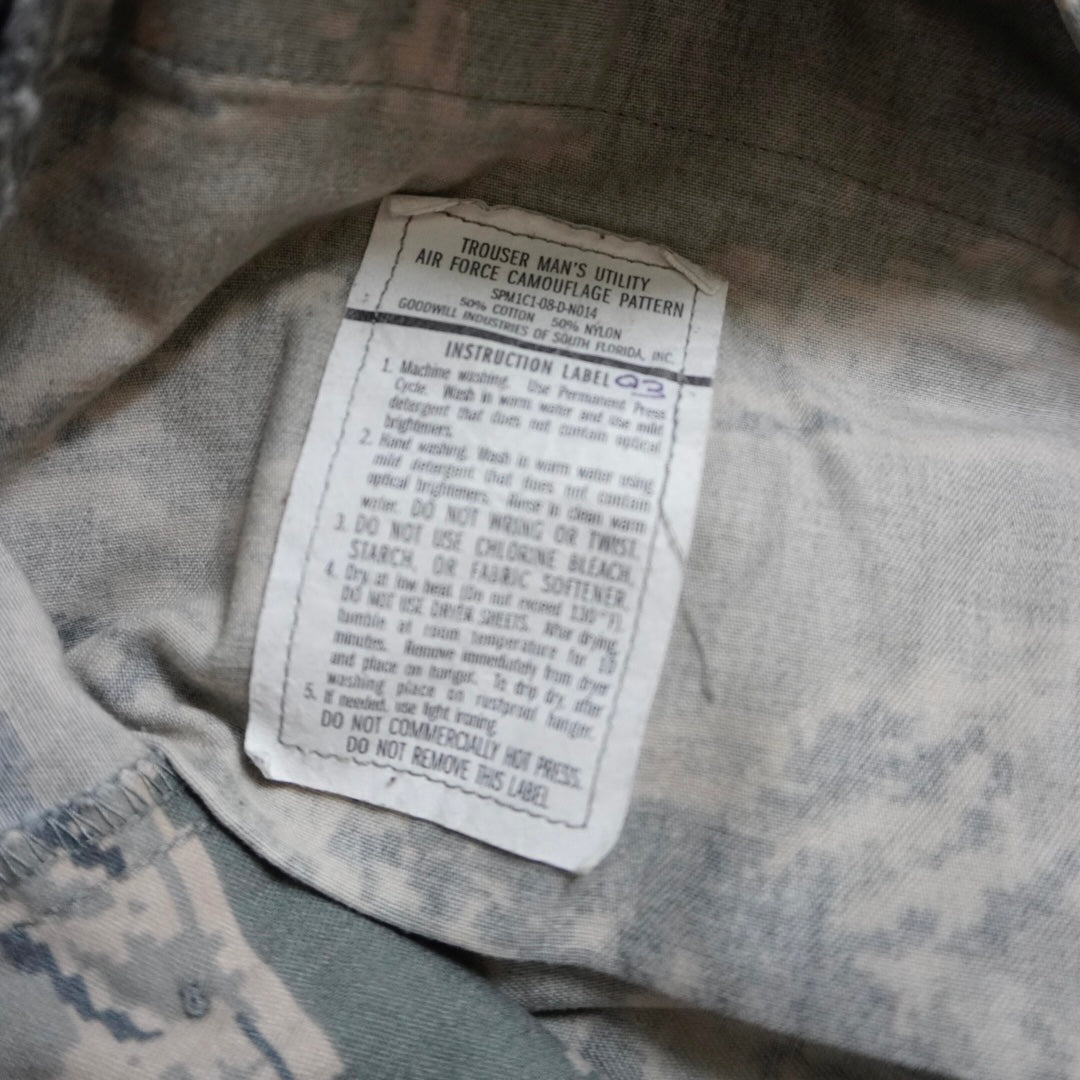 TROUSER MAN'S UTILITY
AIR FORCE CAMOUFLAGE PATTERN
SPM1C1-08-D-N014
50% COTTON 50% NYLON
GOODWILL INDUSTRIES OF SOUTH FLORIDA, INC.
INSTRUCTION LABEL 03
1. Machine washing. Use Permanent Press
Cycle. Wash in worm water and use mild
detergent that does not contain optical
brighteners.
2. Hand washing. Wash in worm water using
mild detergent that does not contain
optical brighteners. Rinse in clean warm
water. DO NOT WRING OR TWIST.
3. DO NOT USE CHLORINE BLEACH,
STARCH, OR FABRIC SOFTENER.
4. Dry at low heat. (Do not exceed 130°F).
DO NOT USE DRYER SHEETS. After drying,
tumble at room temperature for 10
minutes. Remove immediately from dryer
and place on hanger. To drip dry, after
washing place on rustproof hanger.
5. If needed, use light ironing.
DO NOT COMMERCIALLY HOT PRESS.
DO NOT REMOVE THIS LABEL